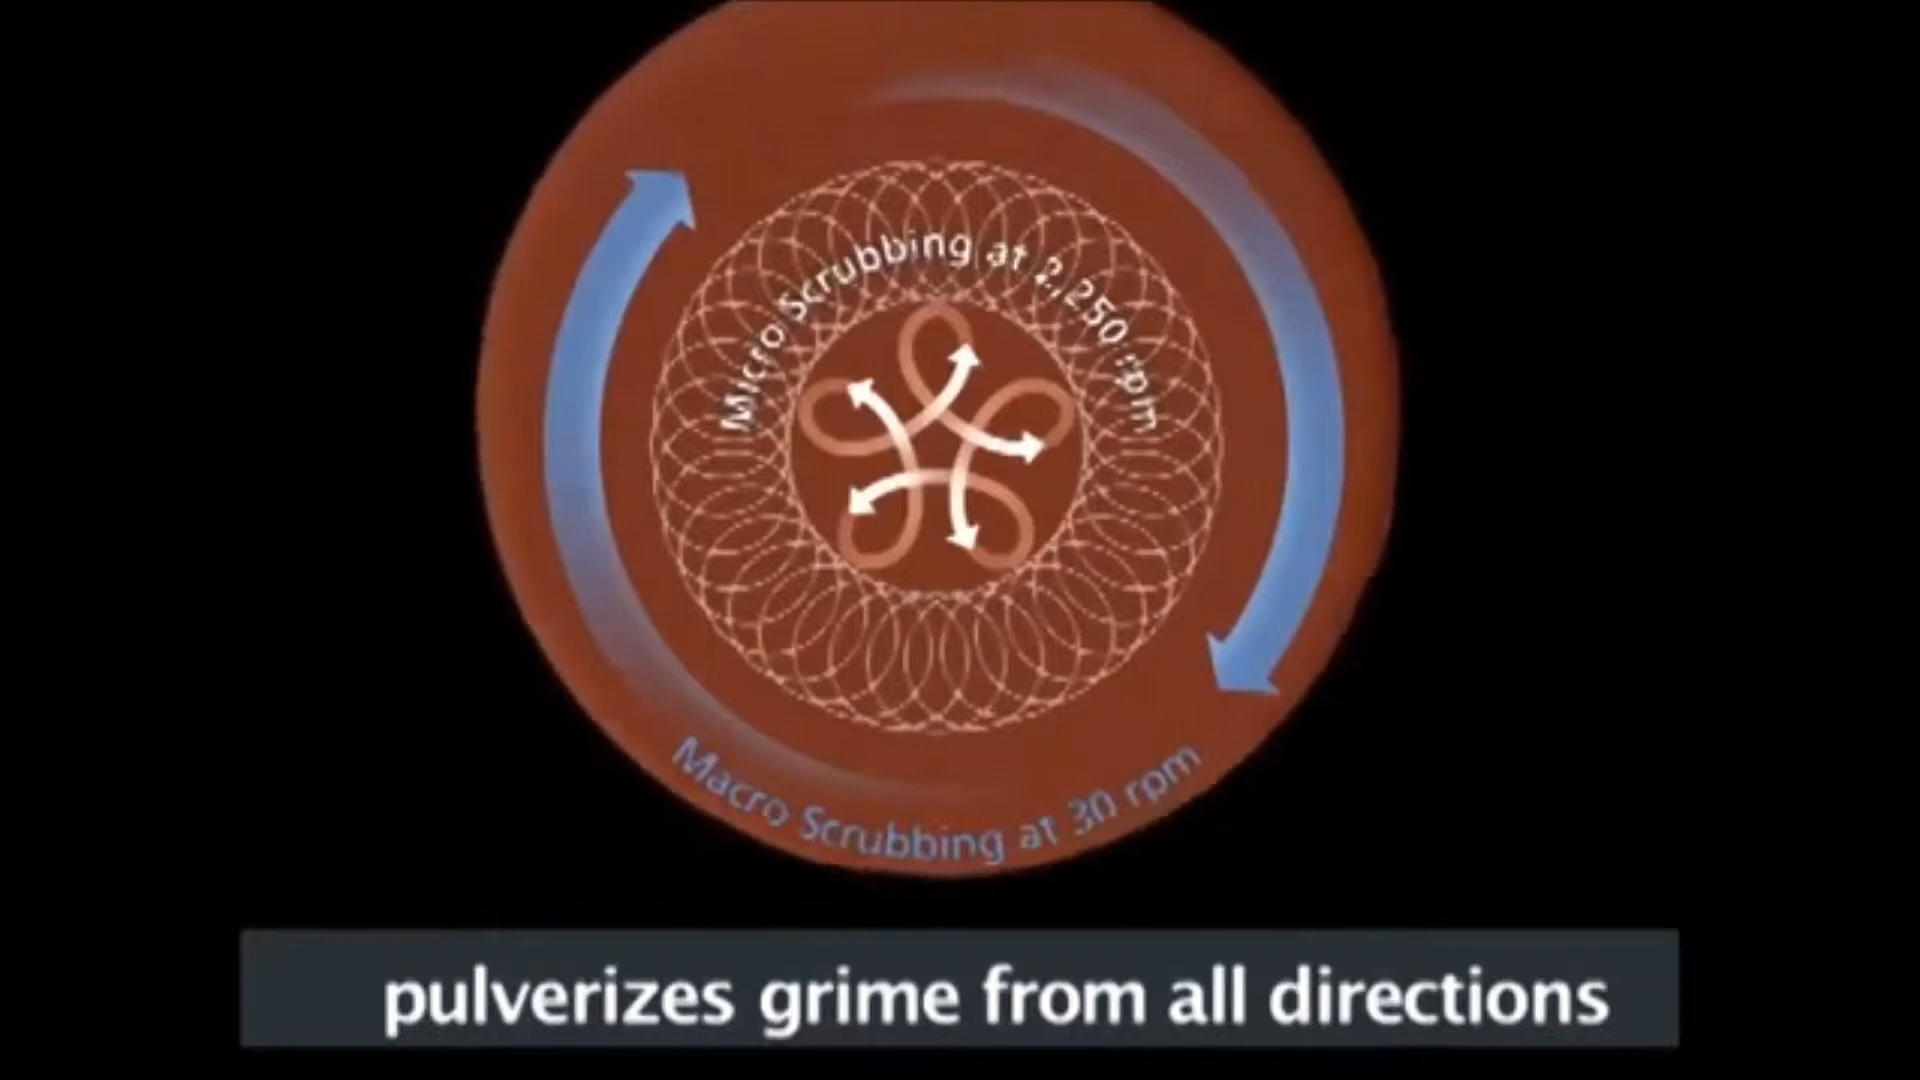 Micro Scrubbing at 2,250 rpm
Macro Scrubbing at 30 rpm
pulverizes grime from all directions